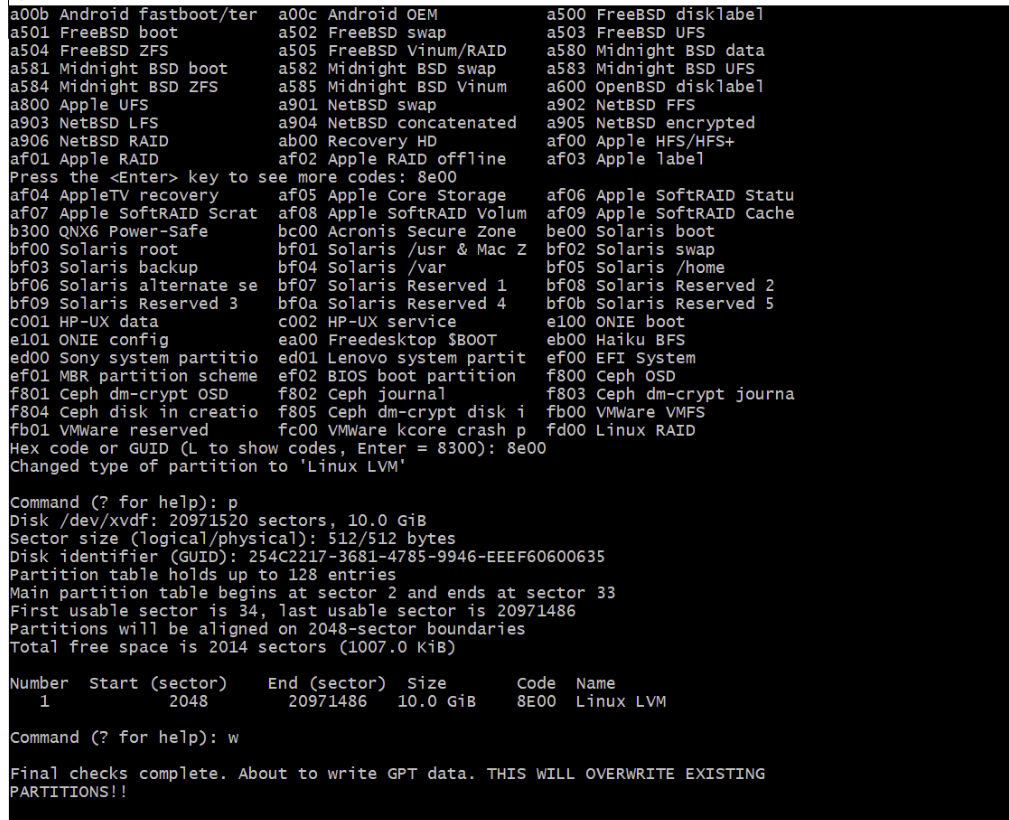 a00b Android fastboot/ter  a00c Android OEM           a500 FreeBSD disklabel
a501 FreeBSD boot          a502 FreeBSD swap          a503 FreeBSD UFS
a504 FreeBSD ZFS           a505 FreeBSD Vinum/RAID    a580 Midnight BSD data
a581 Midnight BSD boot     a582 Midnight BSD swap     a583 Midnight BSD UFS
a584 Midnight BSD ZFS      a585 Midnight BSD Vinum    a600 OpenBSD disklabel
a800 Apple UFS             a901 NetBSD swap           a902 NetBSD FFS
a903 NetBSD LFS            a904 NetBSD concatenated   a905 NetBSD encrypted
a906 NetBSD RAID           ab00 Recovery HD           af00 Apple HFS/HFS+
af01 Apple RAID            af02 Apple RAID offline    af03 Apple label
Press the <Enter> key to see more codes: 8e00
af04 AppleTV recovery      af05 Apple Core Storage    af06 Apple SoftRAID Statu
af07 Apple SoftRAID Scrat  af08 Apple SoftRAID Volum  af09 Apple SoftRAID Cache
b300 QNX6 Power-Safe       bc00 Acronis Secure Zone   be00 Solaris boot
bf00 Solaris root          bf01 Solaris /usr & Mac Z  bf02 Solaris swap
bf03 Solaris backup        bf04 Solaris /var          bf05 Solaris /home
bf06 Solaris alternate se  bf07 Solaris Reserved 1    bf08 Solaris Reserved 2
bf09 Solaris Reserved 3    bf0a Solaris Reserved 4    bf0b Solaris Reserved 5
c001 HP-UX data            c002 HP-UX service         e100 ONIE boot
e101 ONIE config           ea00 Freedesktop $BOOT     eb00 Haiku BFS
ed00 Sony system partitio  ed01 Lenovo system partit  ef00 EFI System
ef01 MBR partition scheme  ef02 BIOS boot partition   f800 Ceph OSD
f801 Ceph dm-crypt OSD     f802 Ceph journal          f803 Ceph dm-crypt journa
f804 Ceph disk in creatio  f805 Ceph dm-crypt disk i  fb00 VMWare VMFS
fb01 VMWare reserved       fc00 VMWare kcore crash p  fd00 Linux RAID
Hex code or GUID (L to show codes, Enter = 8300): 8e00
Changed type of partition to 'Linux LVM'
Command (? for help): p
Disk /dev/xvdf: 20971520 sectors, 10.0 GiB
Sector size (logical/physical): 512/512 bytes
Disk identifier (GUID): 254C2217-3681-4785-9946-EEEF60600635
Partition table holds up to 128 entries
Main partition table begins at sector 2 and ends at sector 33
First usable sector is 34, last usable sector is 20971486
Partitions will be aligned on 2048-sector boundaries
Total free space is 2014 sectors (1007.0 KiB)
Number  Start (sector)    End (sector)  Size       Code  Name
   1            2048        20971486   10.0 GiB    8E00  Linux LVM
Command (? for help): w
Final checks complete. About to write GPT data. THIS WILL OVERWRITE EXISTING
PARTITIONS!!